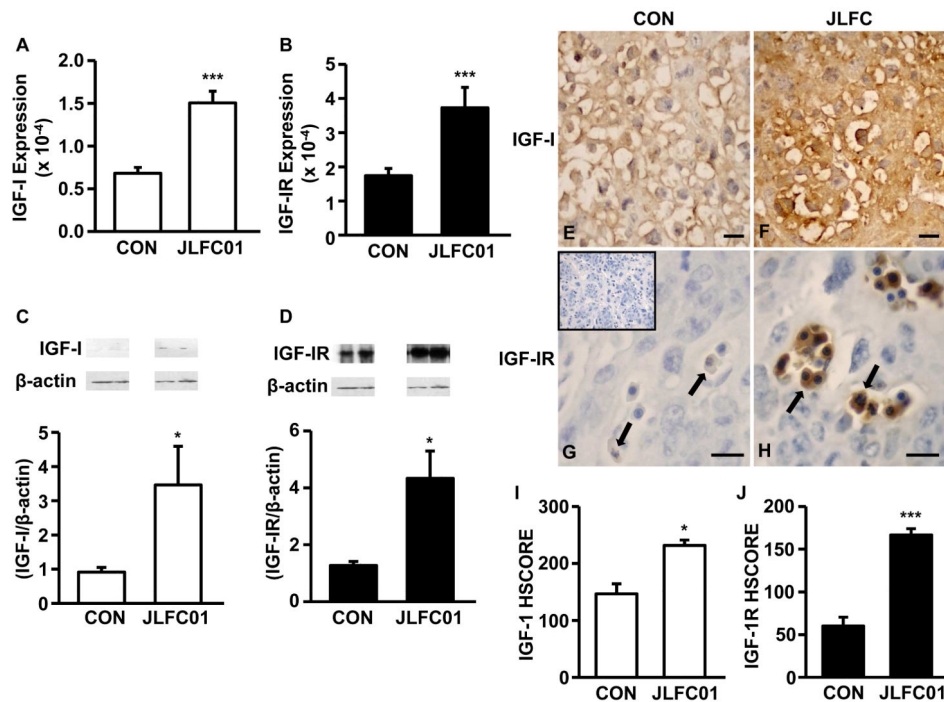 CON JLFC
A
IGF-I Expression
(x 10-4)
2.0
1.5
1.0
0.5
0.0
***
CON JLFC01
B
IGF-IR Expression
(x 10-4)
5
4
3
2
1
0
***
CON JLFC01
IGF-I
E
F
C
IGF-I
β-actin
(IGF-I/β-actin)
5
4
3
2
1
0
*
CON JLFC01
D
IGF-IR
β-actin
(IGF-IR/β-actin)
6
4
2
0
*
CON JLFC01
IGF-IR
G
H
I
IGF-1 HSCORE
300
200
100
0
*
CON JLFC01
J
IGF-1R HSCORE
200
150
100
50
0
***
CON JLFC01